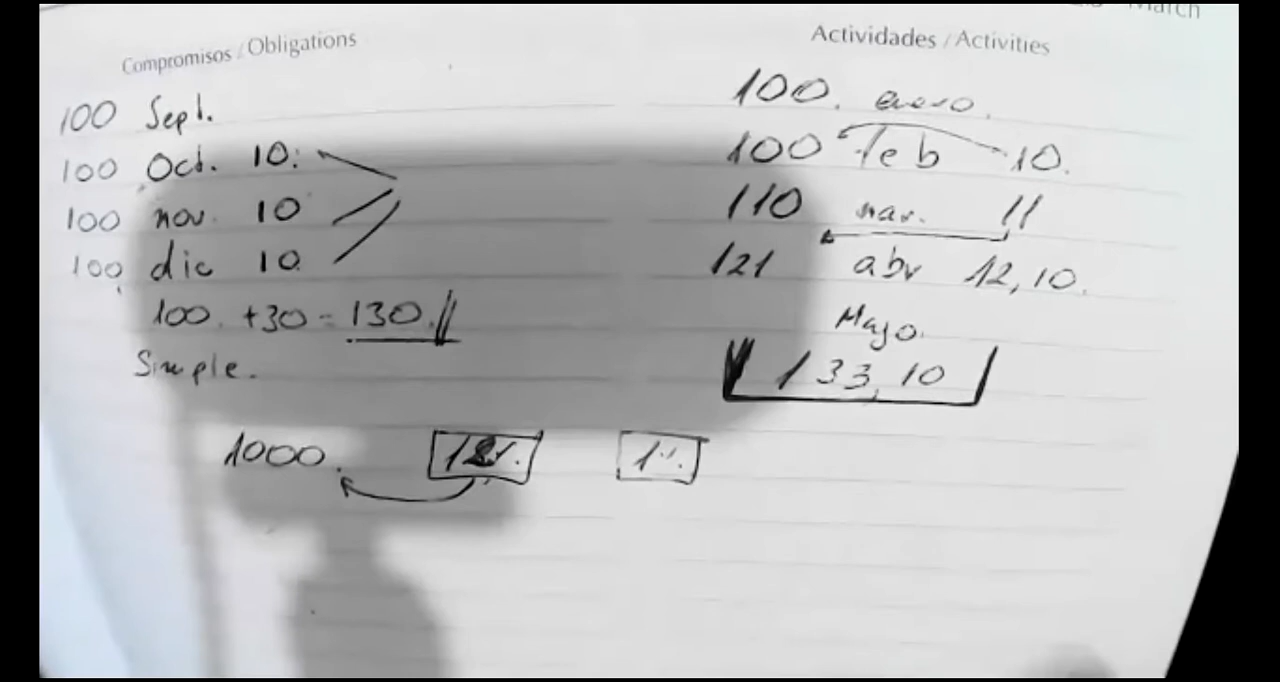 March
Compromisos / Obligations
100 Sept.
100 Oct. 10.
100 nov. 10
100 dic 10
100. +30 = 130.
Simple.
Actividades / Activities
100. enero.
100 feb 10.
110 mar. 11
121 abr 12,10.
Mayo.
133,10
1000. 1%.